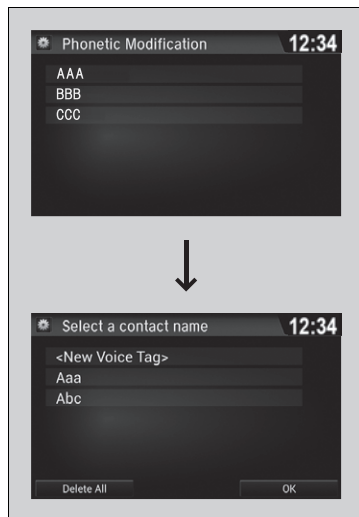 Phonetic Modification 12:34
AAA
BBB
CCC
Select a contact name 12:34
<New Voice Tag>
Aaa
Abc
Delete All OK